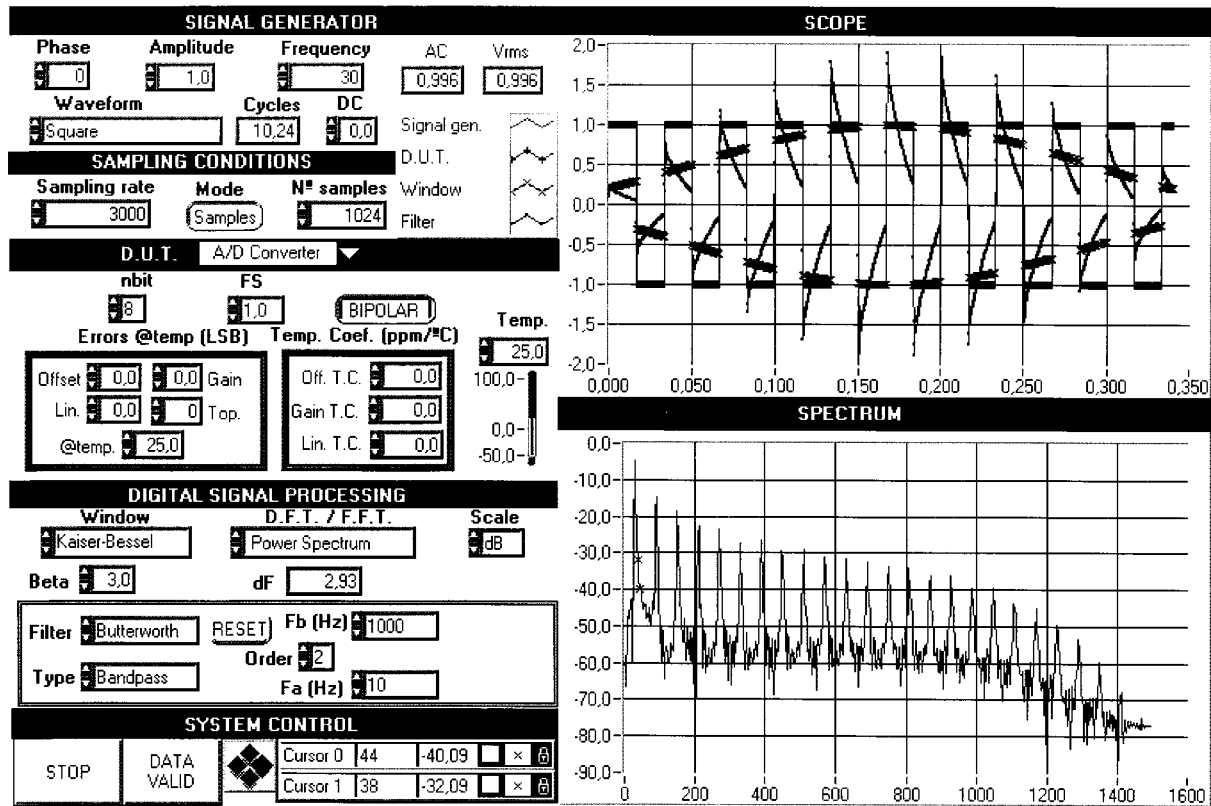 SIGNAL GENERATOR
Phase Amplitude Frequency AC Vrms
0 1,0 30 0,996 0,996
Waveform Cycles DC
Square 10,24 0,0 Signal gen.
SAMPLING CONDITIONS D.U.T.
Sampling rate Mode Nº samples Window
3000 Samples 1024 Filter
D.U.T. A/D Converter
nbit FS
8 1,0 BIPOLAR
Errors @temp (LSB) Temp. Coef. (ppm/ºC) Temp.
25,0
Offset 0,0 0,0 Gain Off. T.C. 0,0 100,0
Lin. 0,0 0 Top. Gain T.C. 0,0 0,0
@temp. 25,0 Lin. T.C. 0,0 -50,0
DIGITAL SIGNAL PROCESSING
Window D.F.T. / F.F.T. Scale
Kaiser-Bessel Power Spectrum dB
Beta 3,0 dF 2,93
Filter Butterworth RESET Fb (Hz) 1000
Order 2
Type Bandpass Fa (Hz) 10
SYSTEM CONTROL
STOP DATA VALID Cursor 0 44 -40,09 ×
Cursor 1 38 -32,09 ×
SCOPE
2,0
1,5
1,0
0,5
0,0
-0,5
-1,0
-1,5
-2,0
0,000 0,050 0,100 0,150 0,200 0,250 0,300 0,350
SPECTRUM
0,0
-10,0
-20,0
-30,0
-40,0
-50,0
-60,0
-70,0
-80,0
-90,0
0 200 400 600 800 1000 1200 1400 1600